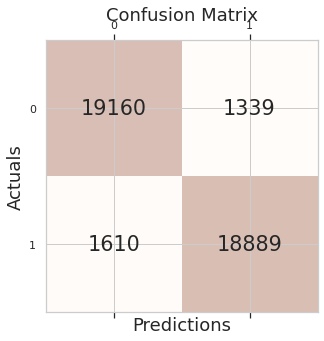 Confusion Matrix
0 1
0 19160 1339
Actuals
1 1610 18889
Predictions